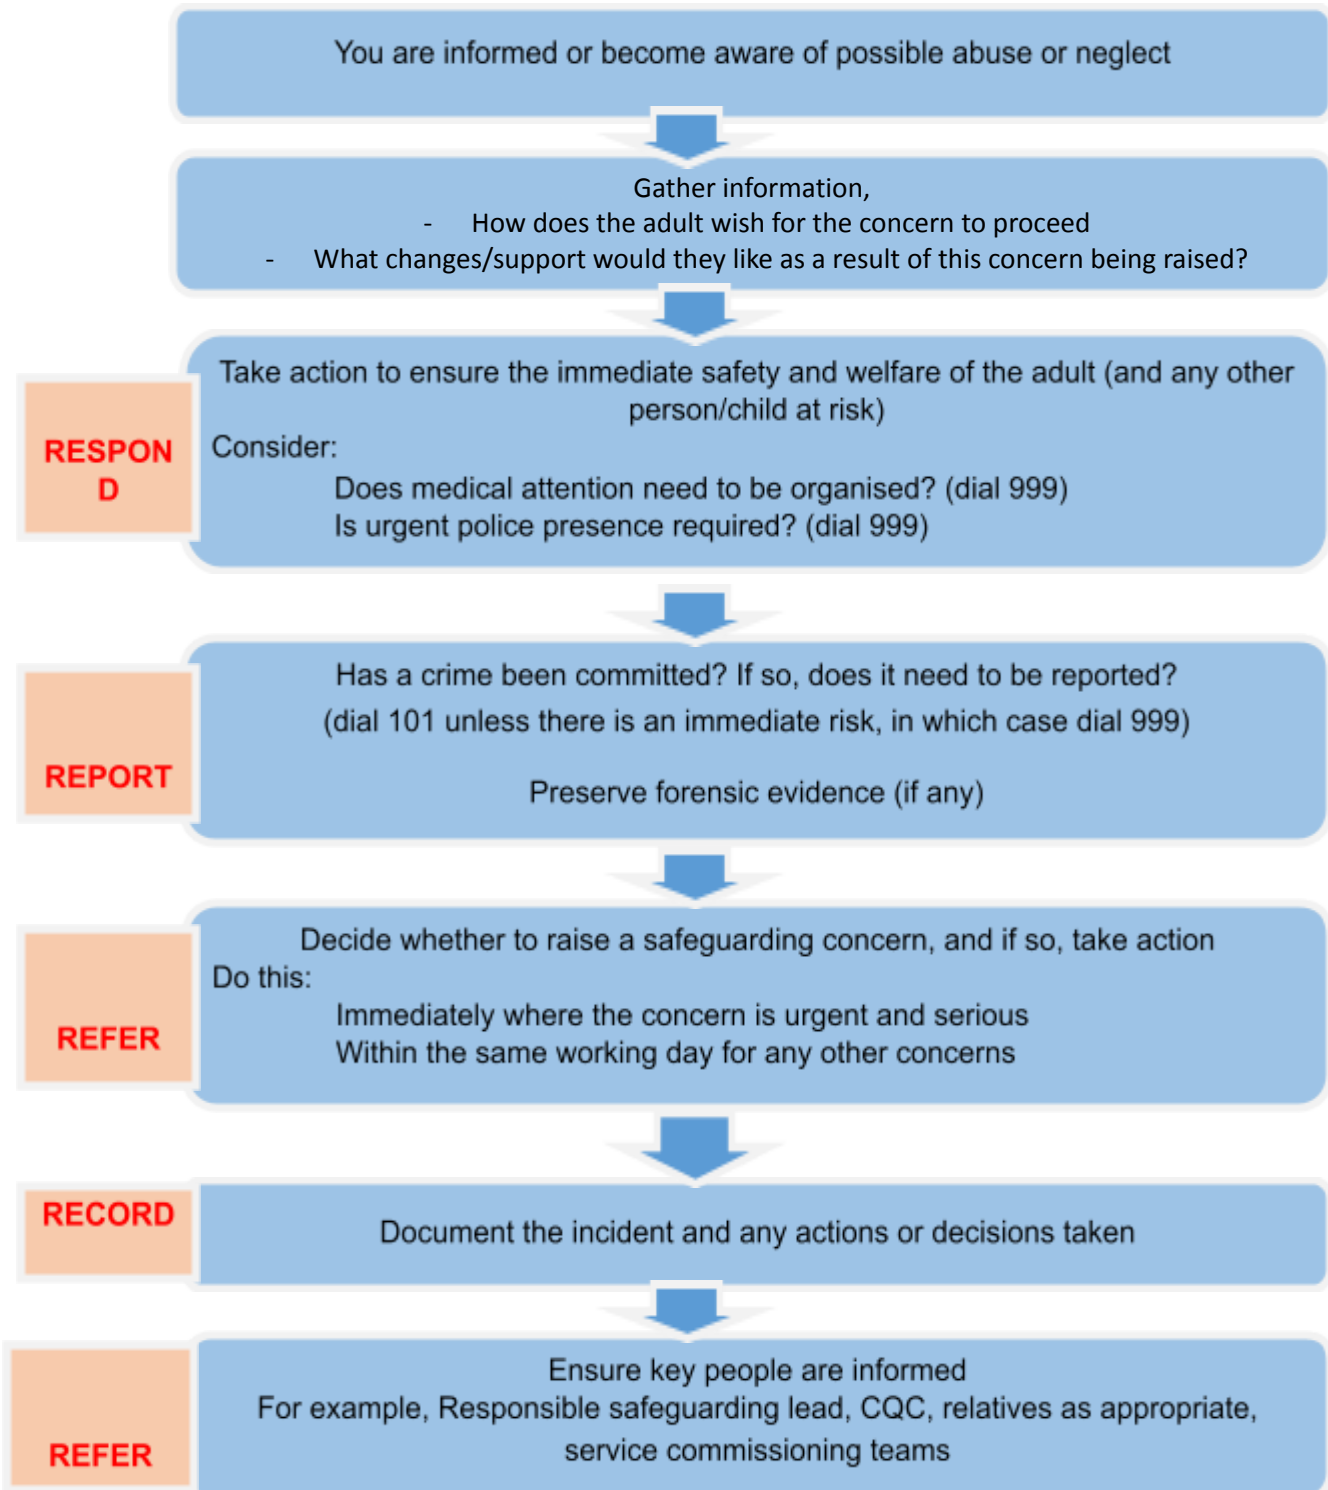 You are informed or become aware of possible abuse or neglect
Gather information,
- How does the adult wish for the concern to proceed
- What changes/support would they like as a result of this concern being raised?
RESPON
D
Take action to ensure the immediate safety and welfare of the adult (and any other
person/child at risk)
Consider:
Does medical attention need to be organised? (dial 999)
Is urgent police presence required? (dial 999)
REPORT
Has a crime been committed? If so, does it need to be reported?
(dial 101 unless there is an immediate risk, in which case dial 999)
Preserve forensic evidence (if any)
REFER
Decide whether to raise a safeguarding concern, and if so, take action
Do this:
Immediately where the concern is urgent and serious
Within the same working day for any other concerns
RECORD
Document the incident and any actions or decisions taken
REFER
Ensure key people are informed
For example, Responsible safeguarding lead, CQC, relatives as appropriate,
service commissioning teams